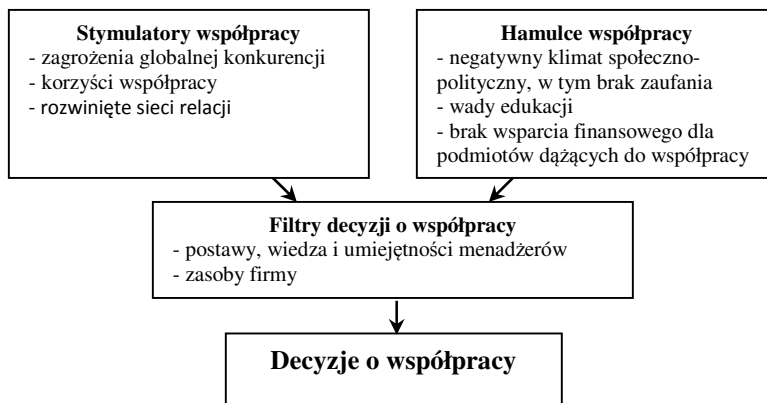 Stymulatory współpracy
- zagrożenia globalnej konkurencji
- korzyści współpracy
- rozwinięte sieci relacji
Hamulce współpracy
- negatywny klimat społeczno-
polityczny, w tym brak zaufania
- wady edukacji
- brak wsparcia finansowego dla
podmiotów dążących do współpracy
Filtry decyzji o współpracy
- postawy, wiedza i umiejętności menadżerów
- zasoby firmy
Decyzje o współpracy